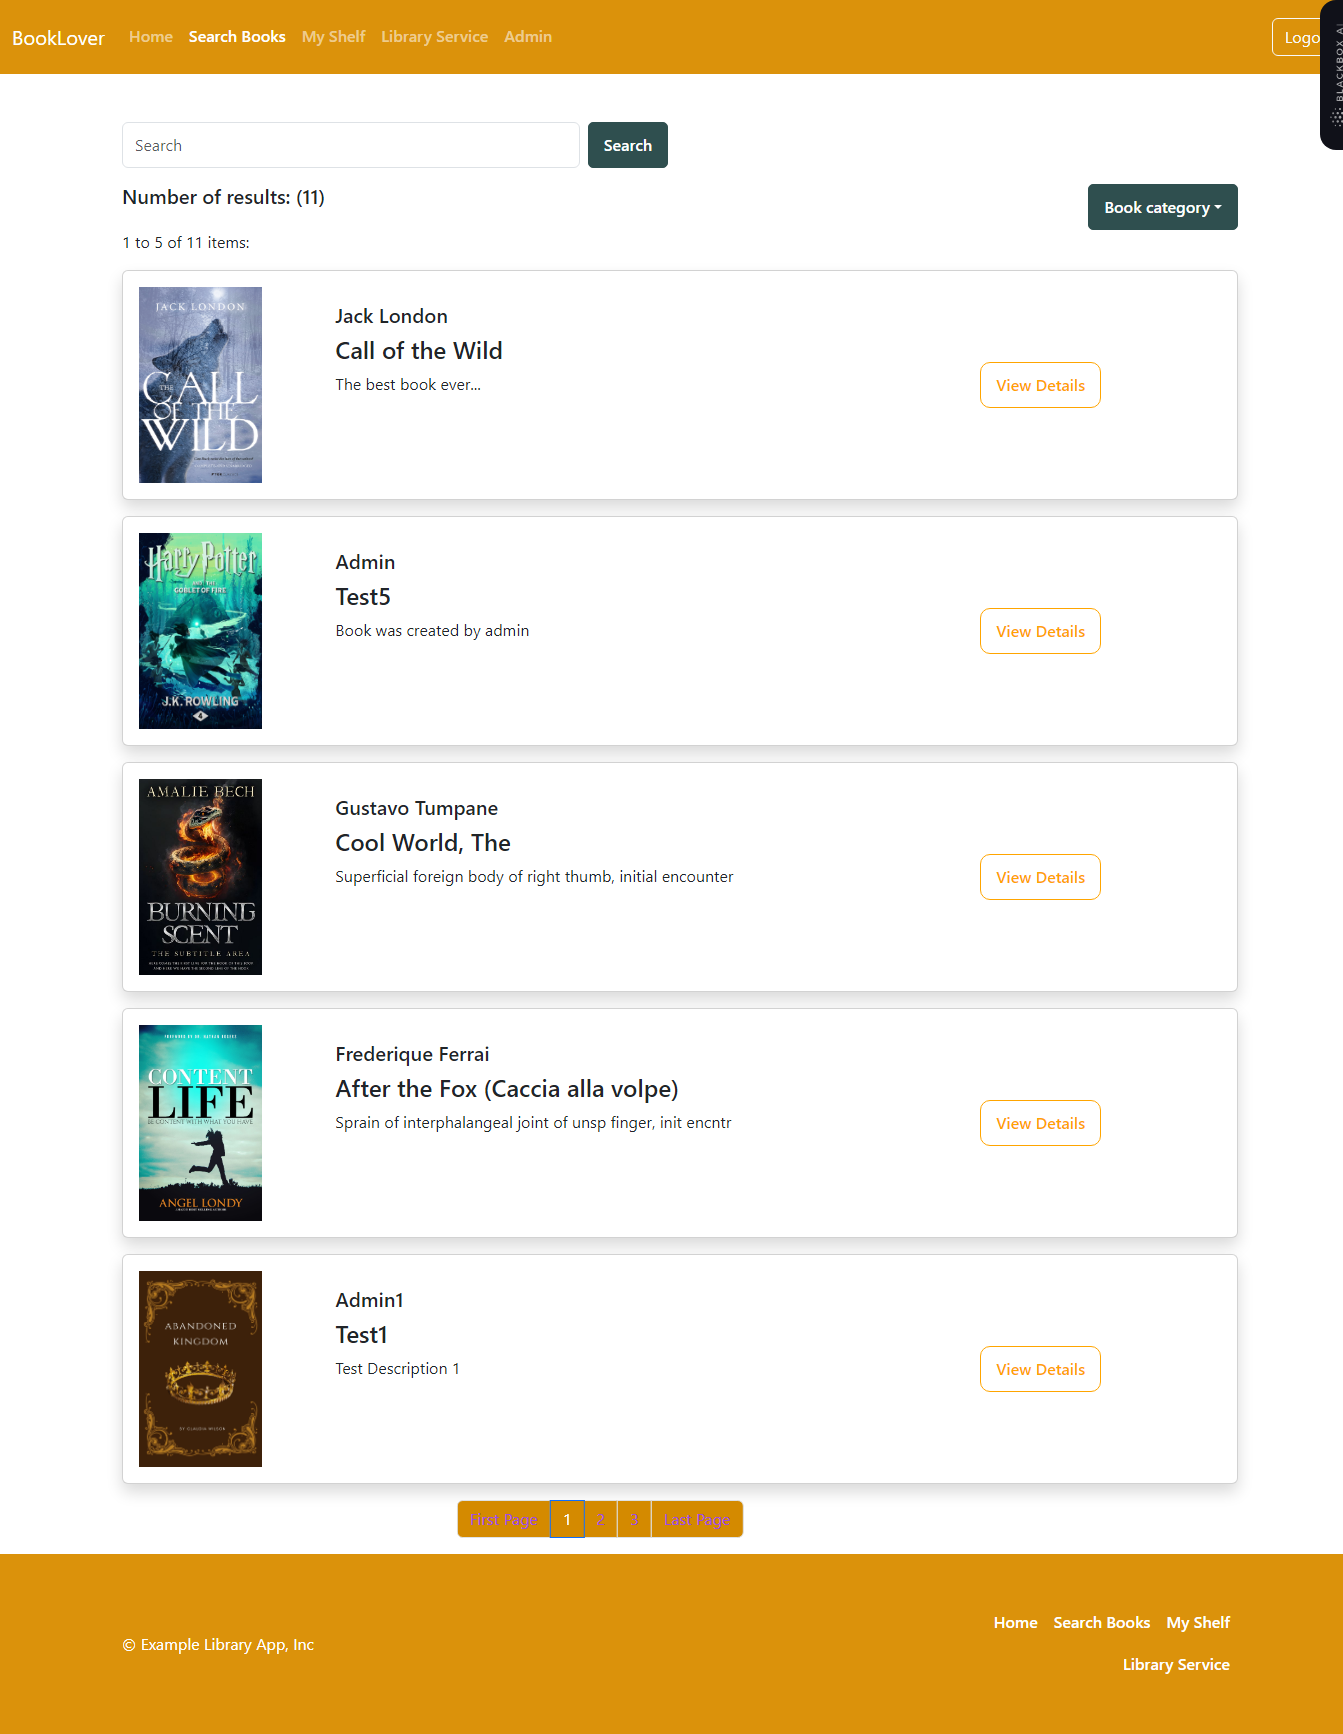 BookLover Home Search Books My Shelf Library Service Admin Logo
BLACKBOX AI
Search Search
Number of results: (11)
Book category
1 to 5 of 11 items:
JACK LONDON
THE
CALL
OF THE
WILD
Jack London
Call of the Wild
The best book ever...
View Details
Harry Potter
AND THE
GOBLET OF FIRE
J.K. ROWLING
4
Admin
Test5
Book was created by admin
View Details
AMALIE BECH
BURNING
SCENT
THE SUBTITLE AREA
Gustavo Tumpane
Cool World, The
Superficial foreign body of right thumb, initial encounter
View Details
CONTENT
LIFE
BE CONTENT WITH WHAT YOU HAVE
ANGEL LONDY
Frederique Ferrai
After the Fox (Caccia alla volpe)
Sprain of interphalangeal joint of unsp finger, init encntr
View Details
ABANDONED
KINGDOM
Admin1
Test1
Test Description 1
View Details
First Page 1 2 3 Last Page
© Example Library App, Inc
Home Search Books My Shelf
Library Service